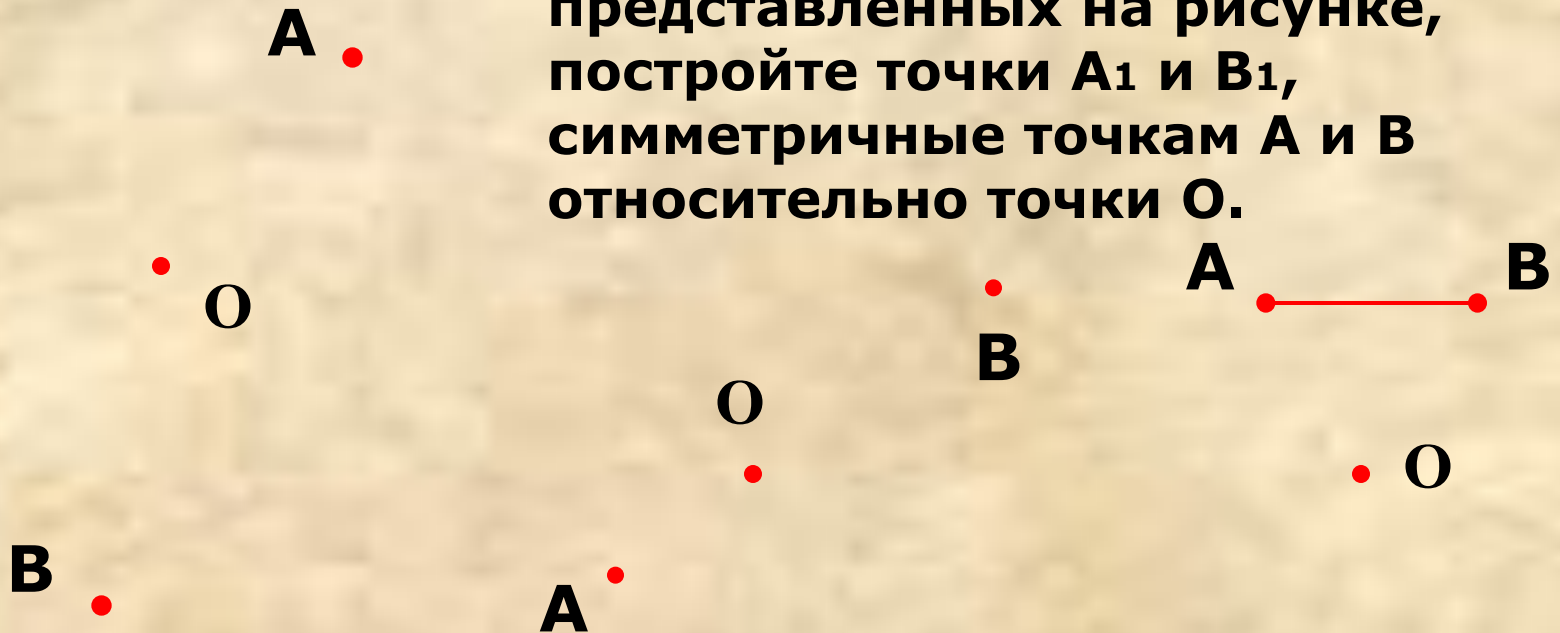 представленных на рисунке,
постройте точки А₁ и В₁,
симметричные точкам А и В
относительно точки О.
А
О
В
О
В
А
А
В
О